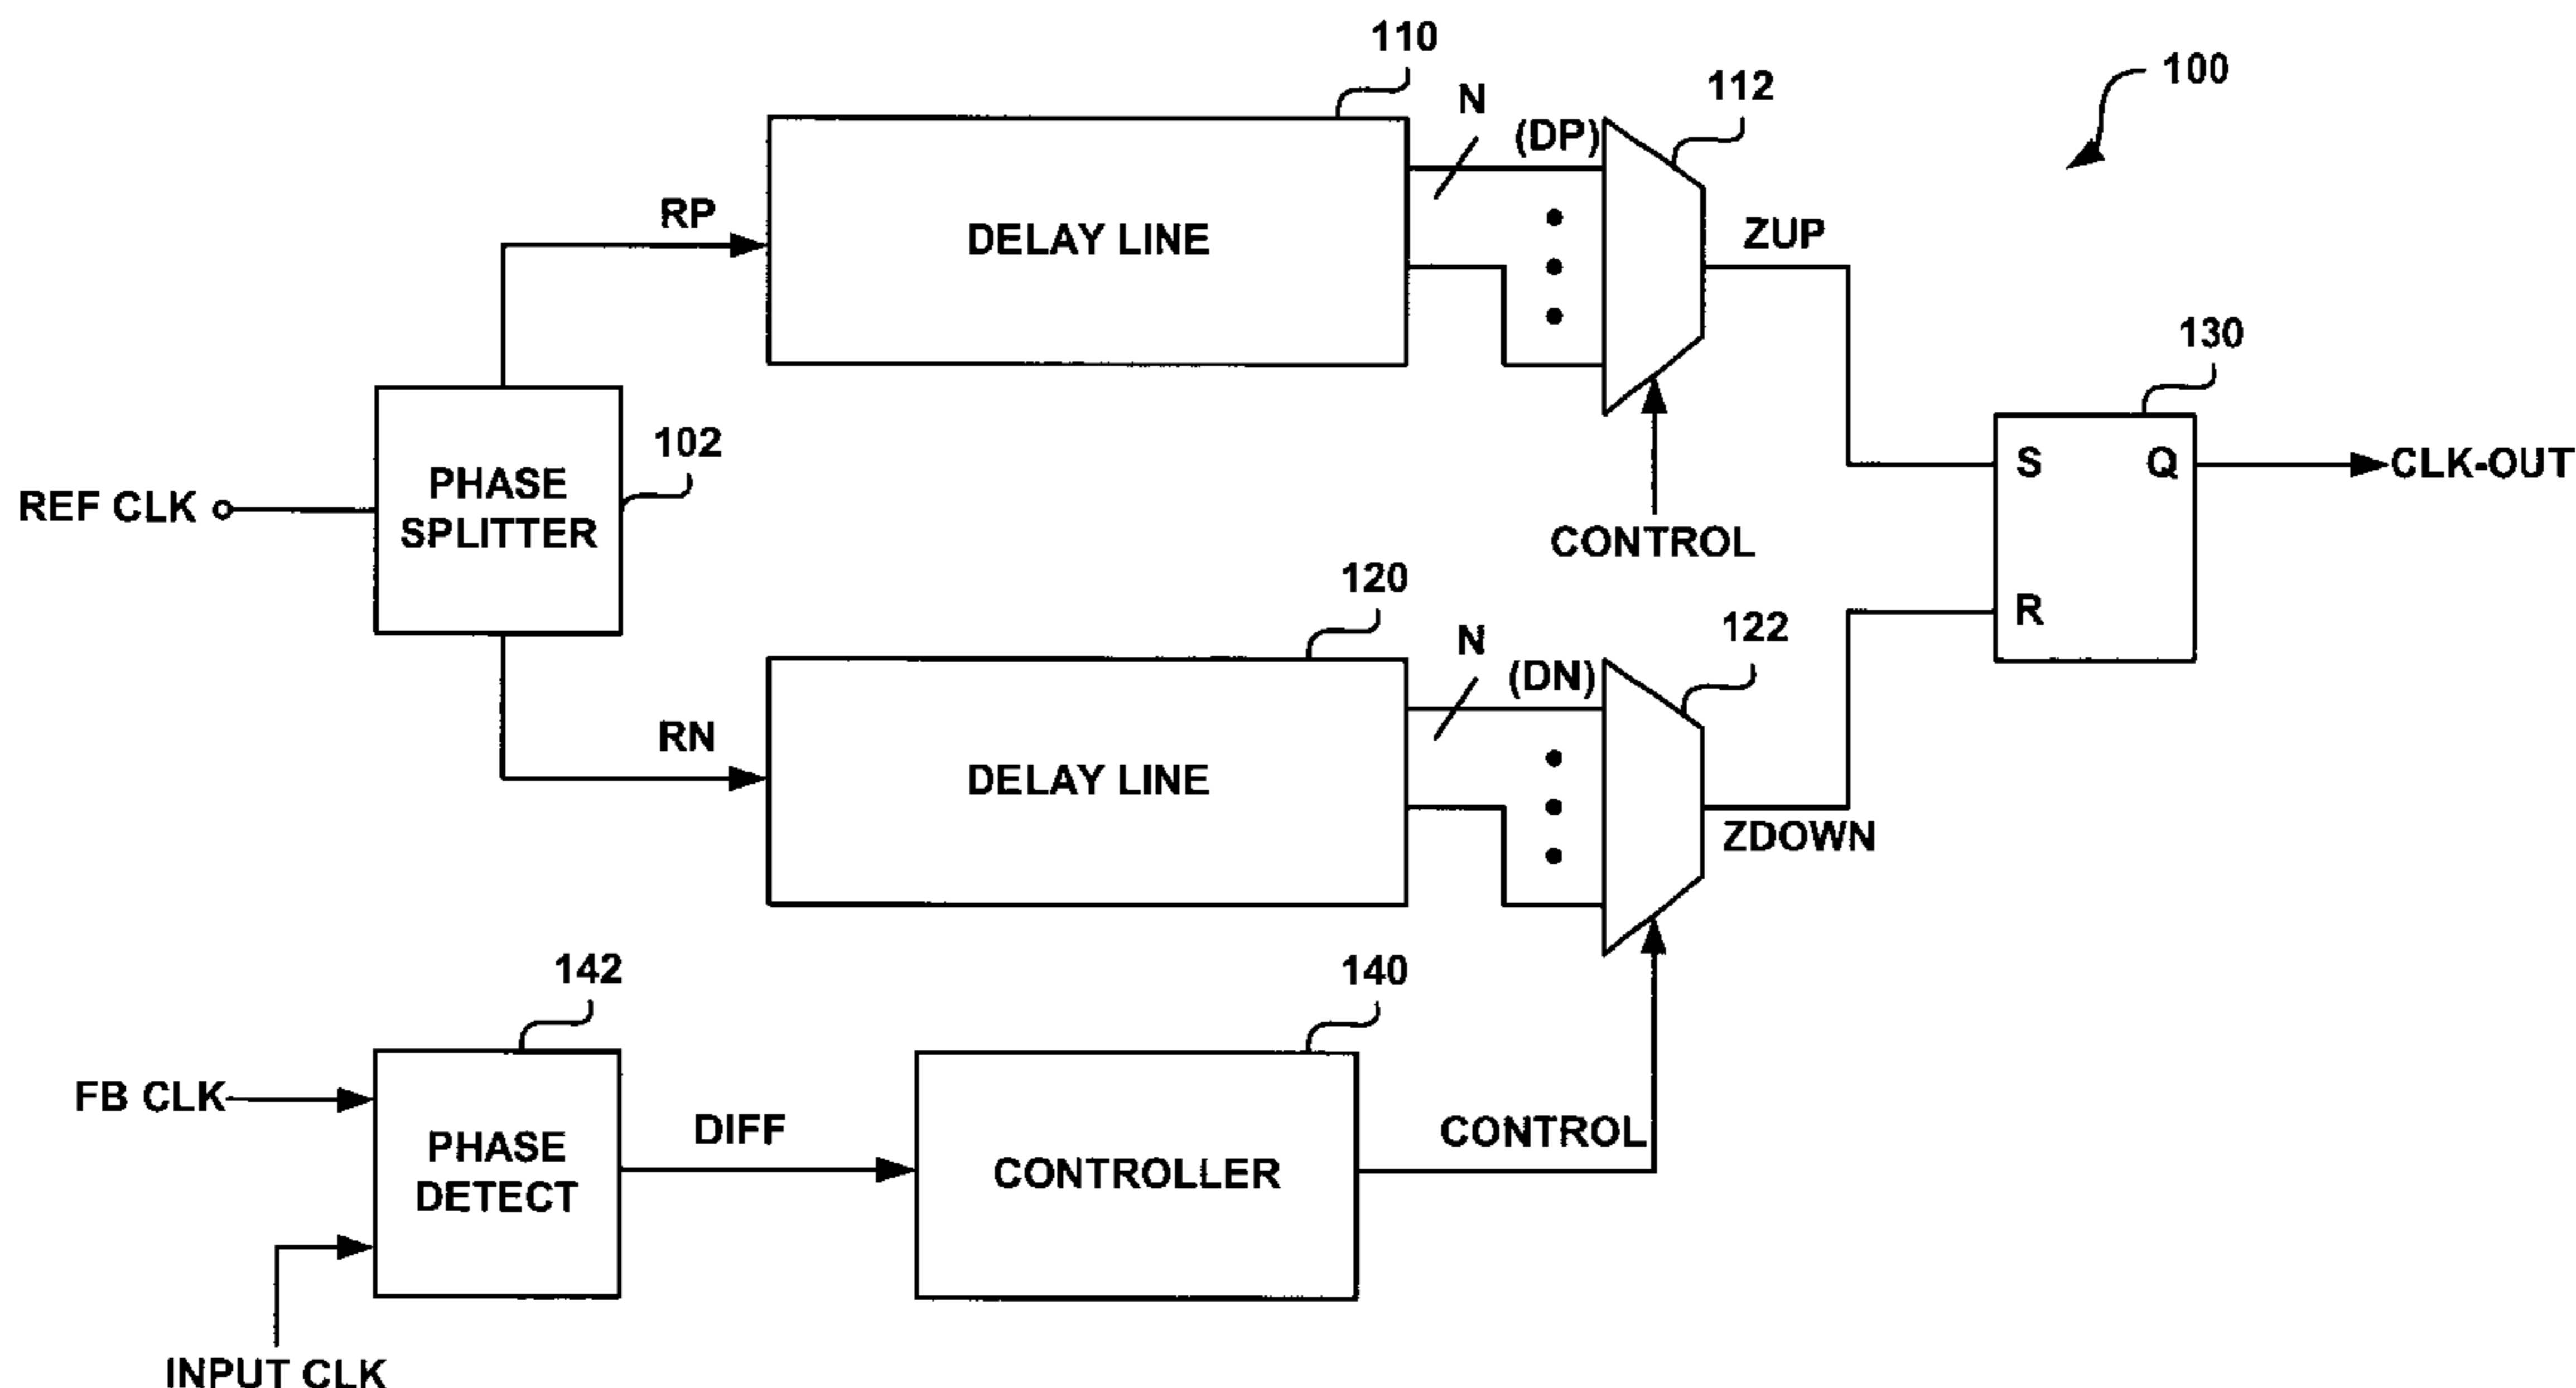 110
N
(DP)
112
100
RP
DELAY LINE
ZUP
130
REF CLK
PHASE
SPLITTER
102
S
Q
CLK-OUT
CONTROL
120
N
(DN)
122
R
RN
DELAY LINE
ZDOWN
142
140
FB CLK
PHASE
DETECT
DIFF
CONTROLLER
CONTROL
INPUT CLK